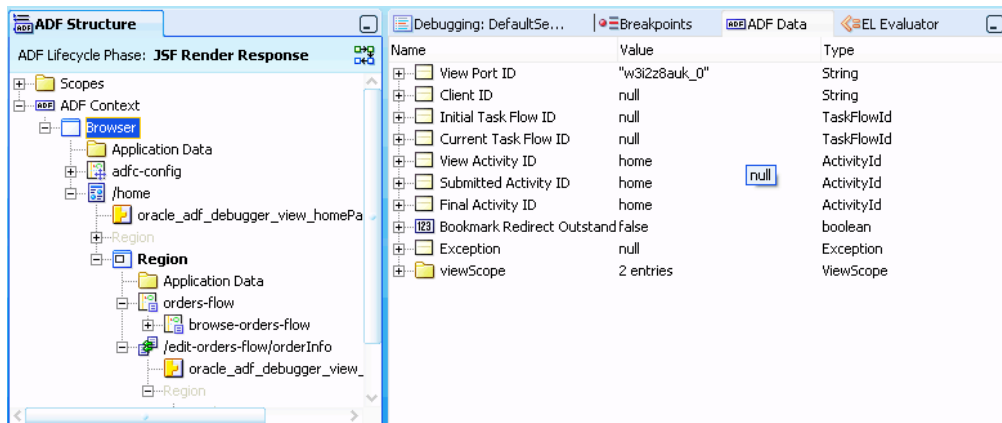 ADF Structure
ADF Lifecycle Phase: JSF Render Response
Scopes
ADF Context
Browser
Application Data
adfc-config
/home
oracle_adf_debugger_view_homePa
Region
Region
Application Data
orders-flow
browse-orders-flow
/edit-orders-flow/orderInfo
oracle_adf_debugger_view_
Region
Debugging: DefaultSe... Breakpoints ADF ADF Data EL Evaluator
Name Value Type
View Port ID "w3i2z8auk_0" String
Client ID null String
Initial Task Flow ID null TaskFlowId
Current Task Flow ID null TaskFlowId
View Activity ID home ActivityId
null
Submitted Activity ID home ActivityId
Final Activity ID home ActivityId
123 Bookmark Redirect Outstand false boolean
Exception null Exception
viewScope 2 entries ViewScope